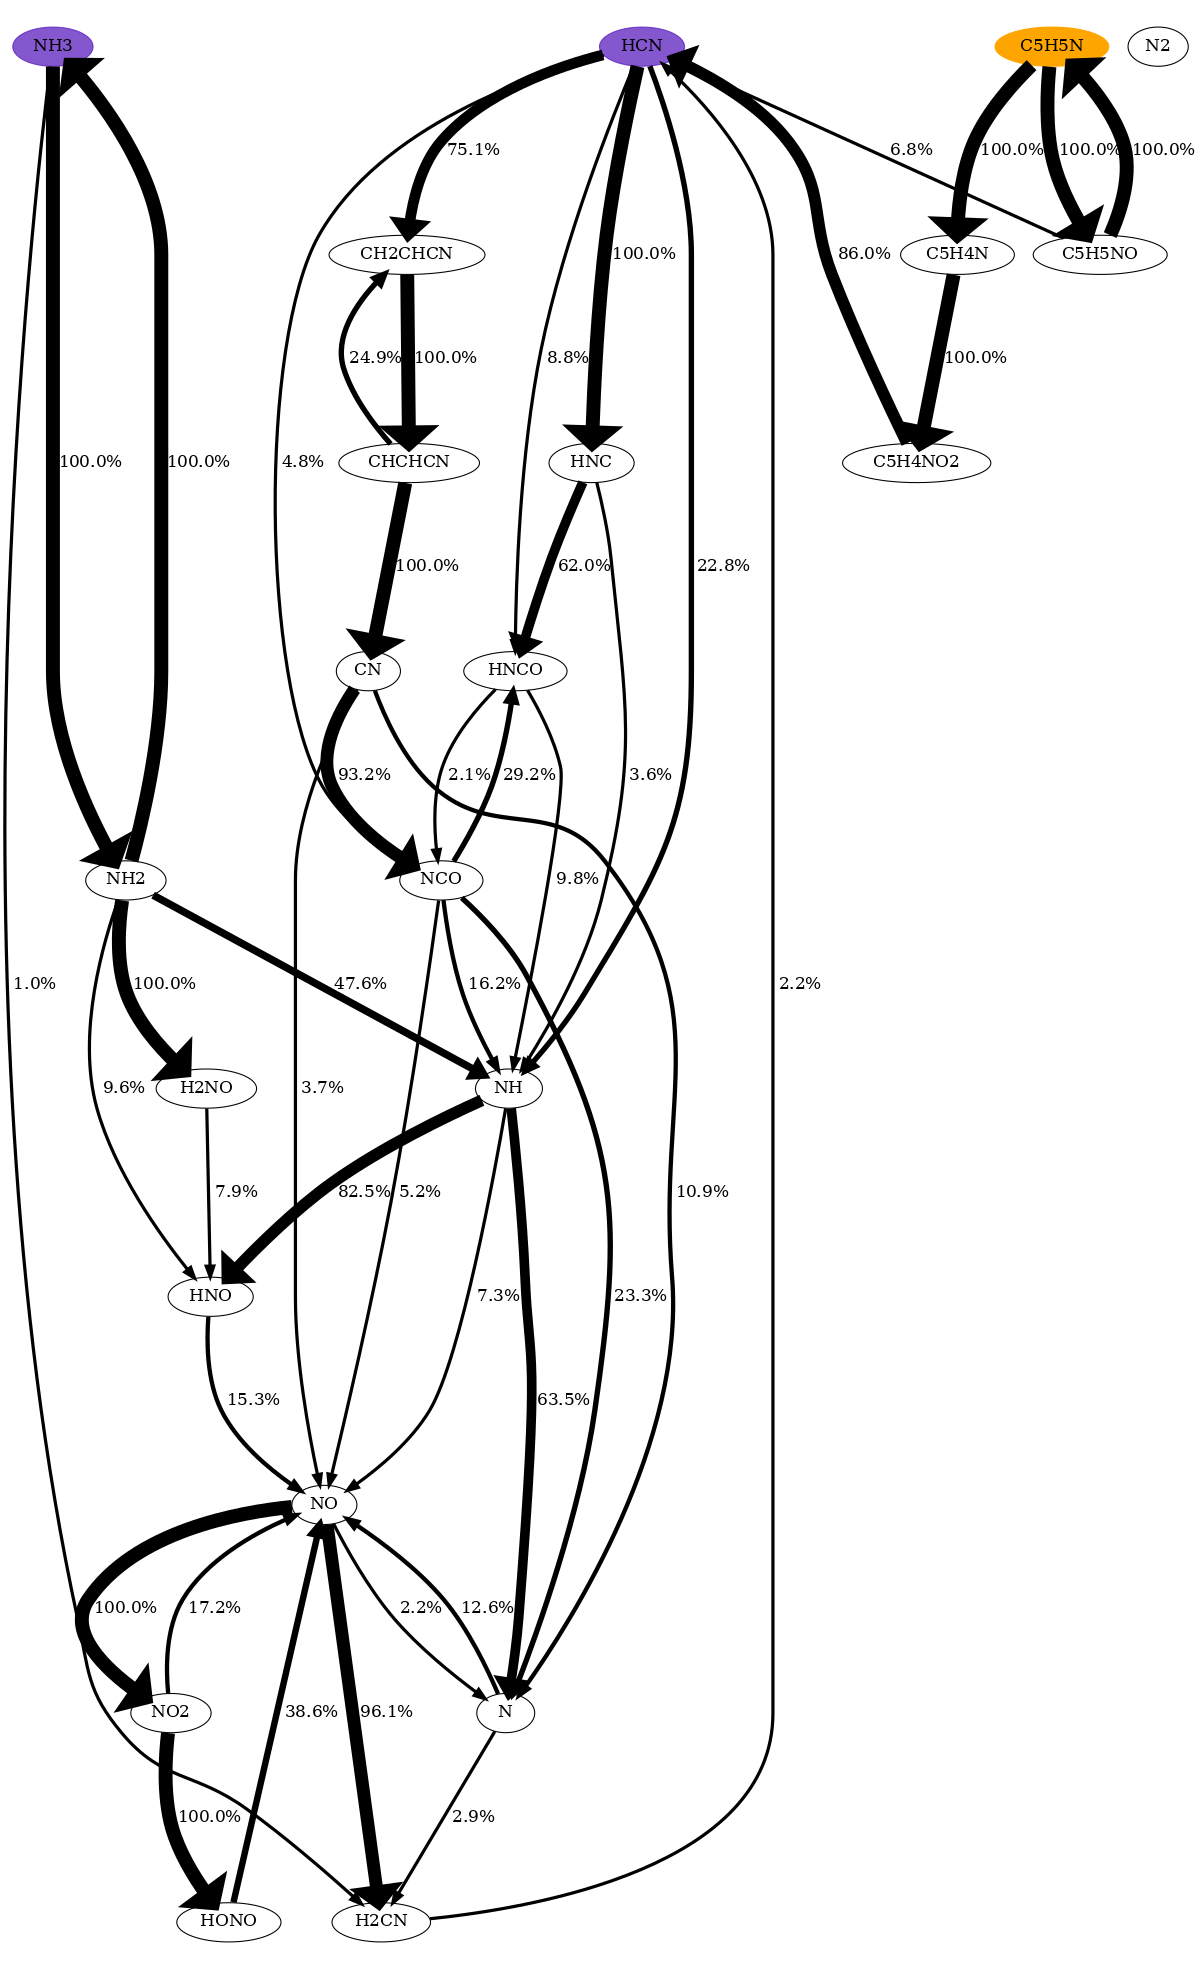 NH3
HCN
C5H5N
N2
75.1%
6.8%
100.0%
100.0%
100.0%
CH2CHCN
100.0%
86.0%
C5H4N
C5H5NO
24.9%
100.0%
8.8%
100.0%
100.0%
100.0%
4.8%
CHCHCN
HNC
C5H4NO2
100.0%
62.0%
22.8%
CN
HNCO
93.2%
2.1%
29.2%
3.6%
NH2
NCO
9.8%
1.0%
100.0%
47.6%
16.2%
2.2%
9.6%
H2NO
3.7%
NH
7.9%
82.5%
5.2%
10.9%
HNO
7.3%
23.3%
15.3%
63.5%
NO
100.0%
17.2%
2.2%
12.6%
NO2
38.6%
96.1%
N
100.0%
2.9%
HONO
H2CN